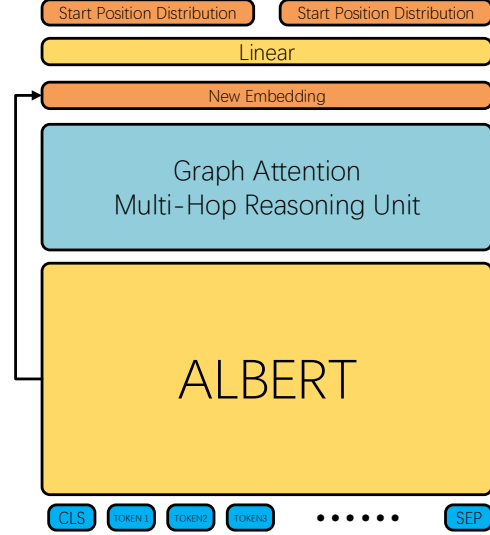 Start Position Distribution Start Position Distribution
Linear
New Embedding
Graph Attention
Multi-Hop Reasoning Unit
ALBERT
CLS TOKEN 1 TOKEN2 TOKEN3 •••••• SEP